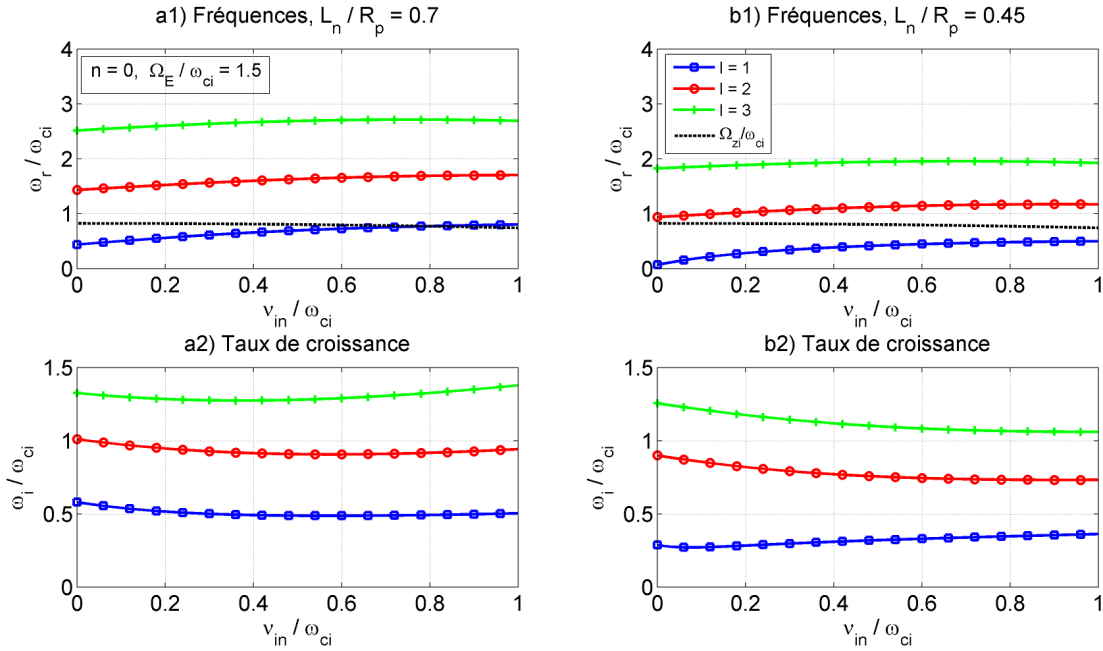 a1) Fréquences, L_n / R_p = 0.7
4
3
2
1
0
ω_r / ω_ci
n = 0, Ω_E / ω_ci = 1.5
0 0.2 0.4 0.6 0.8 1
ν_in / ω_ci
b1) Fréquences, L_n / R_p = 0.45
4
3
2
1
0
ω_r / ω_ci
l = 1
l = 2
l = 3
Ω_zi/ω_ci
0 0.2 0.4 0.6 0.8 1
ν_in / ω_ci
a2) Taux de croissance
1.5
1
0.5
0
ω_i / ω_ci
0 0.2 0.4 0.6 0.8 1
ν_in / ω_ci
b2) Taux de croissance
1.5
1
0.5
0
ω_i / ω_ci
0 0.2 0.4 0.6 0.8 1
ν_in / ω_ci